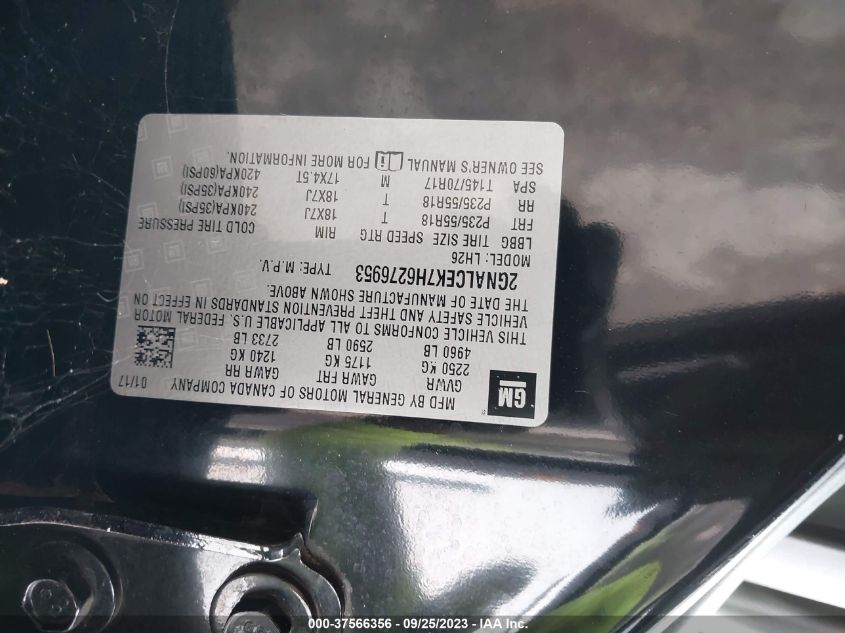 GM
MFD BY GENERAL MOTORS OF CANADA COMPANY 01/17
GVWR GAWR FRT GAWR RR
2250 KG 1175 KG 1240 KG
4960 LB 2590 LB 2733 LB
THIS VEHICLE CONFORMS TO ALL APPLICABLE U.S. FEDERAL MOTOR
VEHICLE SAFETY AND THEFT PREVENTION STANDARDS IN EFFECT ON
THE DATE OF MANUFACTURE SHOWN ABOVE.
2GNALCEK7H6276953 TYPE: M.P.V.
MODEL: LH26
LBBG TIRE SIZE SPEED RTG RIM COLD TIRE PRESSURE
FRT P235/55R18 T 18X7J 240KPA(35PSI)
RR P235/55R18 T 18X7J 240KPA(35PSI)
SPA T145/70R17 M 17X4.5T 420KPA(60PSI)
SEE OWNER'S MANUAL FOR MORE INFORMATION.
000-37566356 - 09/25/2023 - IAA Inc.